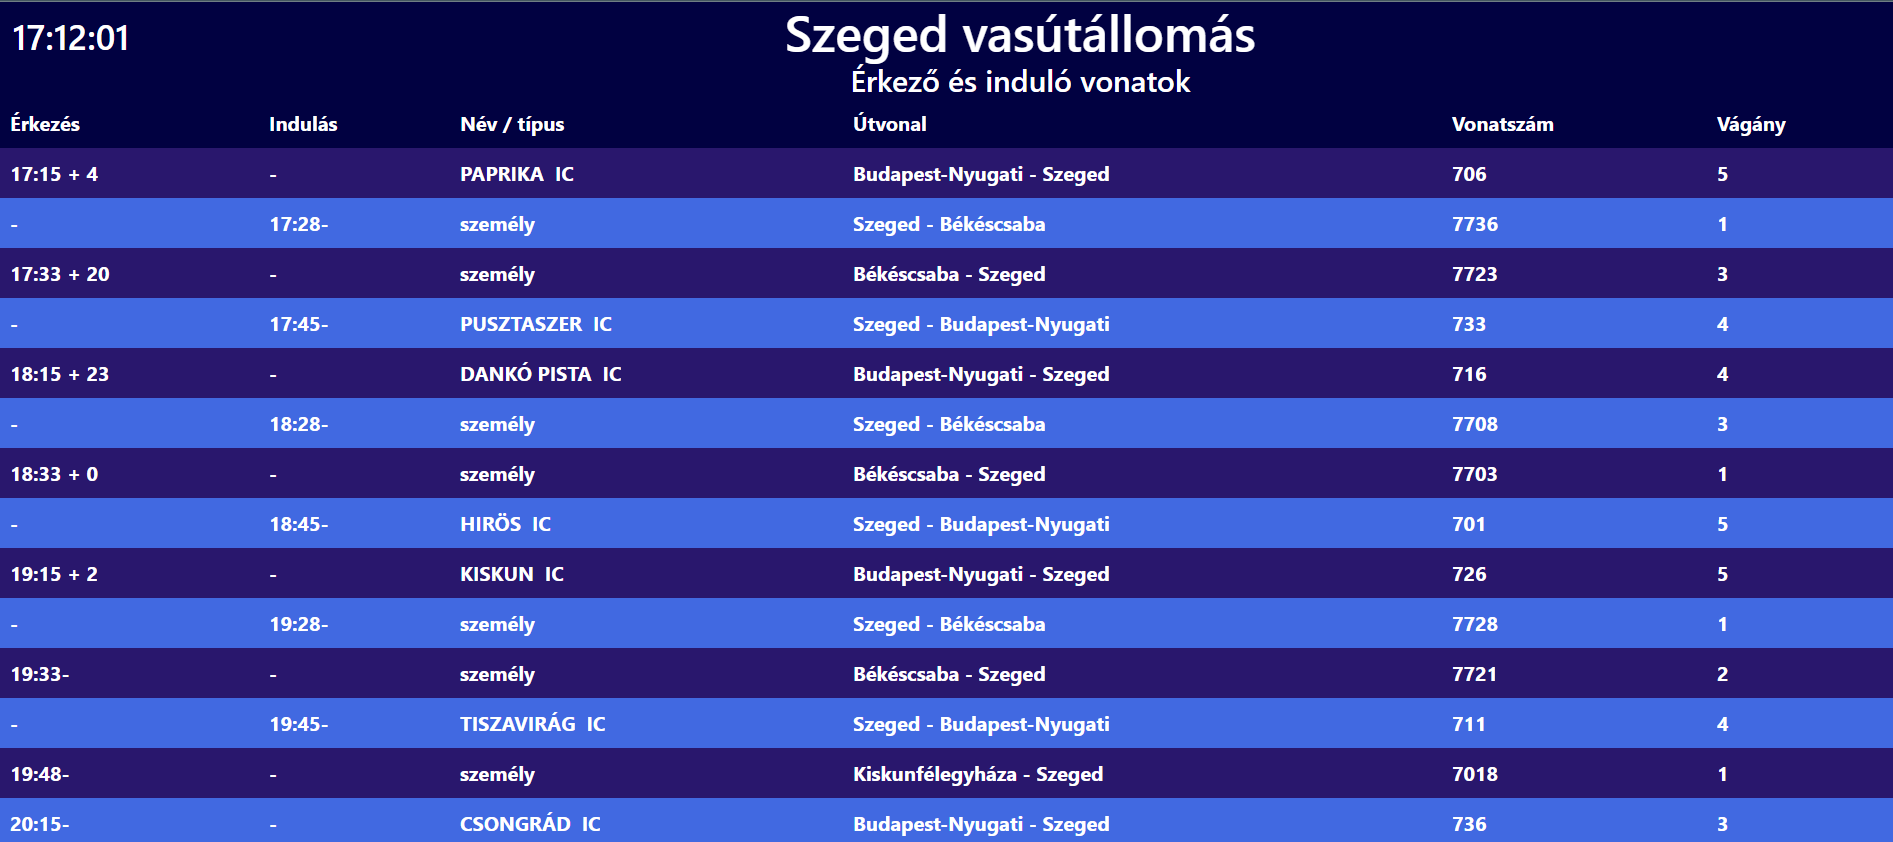 17:12:01
Szeged vasútállomás
Érkező és induló vonatok
Érkezés Indulás Név / típus Útvonal Vonatszám Vágány
17:15 + 4 - PAPRIKA IC Budapest-Nyugati - Szeged 706 5
- 17:28- személy Szeged - Békéscsaba 7736 1
17:33 + 20 - személy Békéscsaba - Szeged 7723 3
- 17:45- PUSZTASZER IC Szeged - Budapest-Nyugati 733 4
18:15 + 23 - DANKÓ PISTA IC Budapest-Nyugati - Szeged 716 4
- 18:28- személy Szeged - Békéscsaba 7708 3
18:33 + 0 - személy Békéscsaba - Szeged 7703 1
- 18:45- HIRÖS IC Szeged - Budapest-Nyugati 701 5
19:15 + 2 - KISKUN IC Budapest-Nyugati - Szeged 726 5
- 19:28- személy Szeged - Békéscsaba 7728 1
19:33- - személy Békéscsaba - Szeged 7721 2
- 19:45- TISZAVIRÁG IC Szeged - Budapest-Nyugati 711 4
19:48- - személy Kiskunfélegyháza - Szeged 7018 1
20:15- - CSONGRÁD IC Budapest-Nyugati - Szeged 736 3